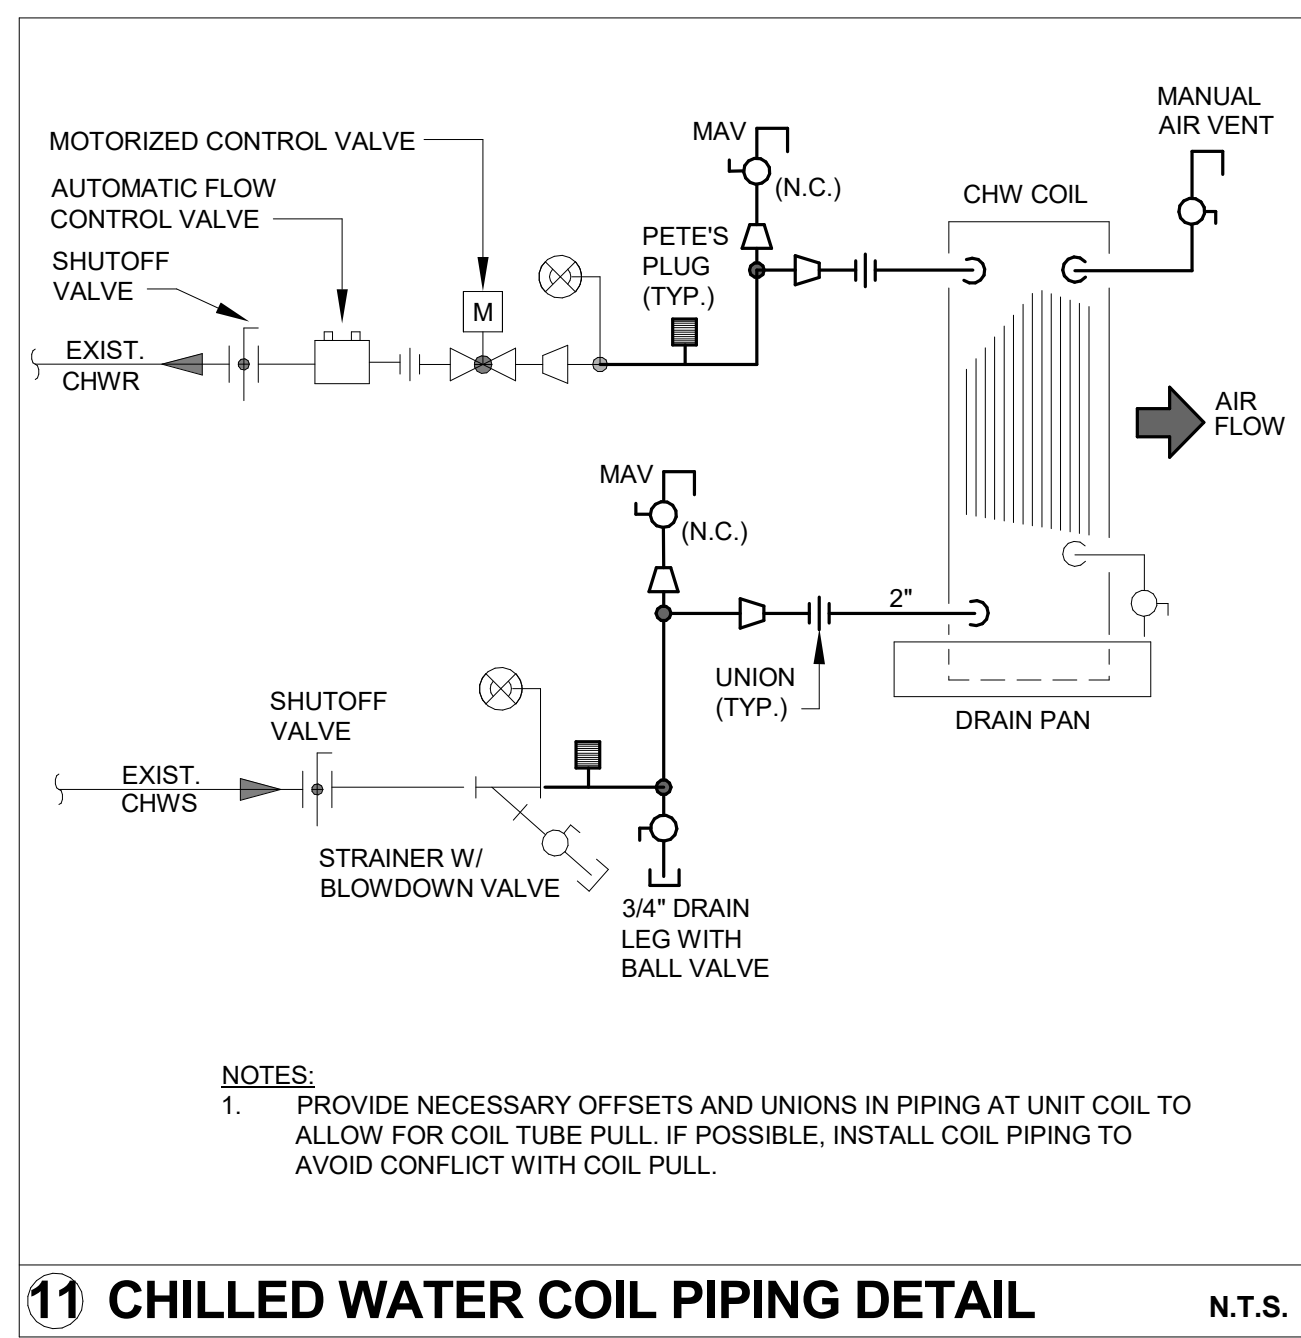 MANUAL
AIR VENT
MOTORIZED CONTROL VALVE
MAV
(N.C.)
AUTOMATIC FLOW
CONTROL VALVE
CHW COIL
PETE'S
PLUG
(TYP.)
SHUTOFF
VALVE
M
EXIST.
CHWR
AIR
FLOW
MAV
(N.C.)
2"
UNION
(TYP.)
DRAIN PAN
SHUTOFF
VALVE
EXIST.
CHWS
STRAINER W/
BLOWDOWN VALVE
3/4" DRAIN
LEG WITH
BALL VALVE
NOTES:
1. PROVIDE NECESSARY OFFSETS AND UNIONS IN PIPING AT UNIT COIL TO
ALLOW FOR COIL TUBE PULL. IF POSSIBLE, INSTALL COIL PIPING TO
AVOID CONFLICT WITH COIL PULL.
11 CHILLED WATER COIL PIPING DETAIL N.T.S.